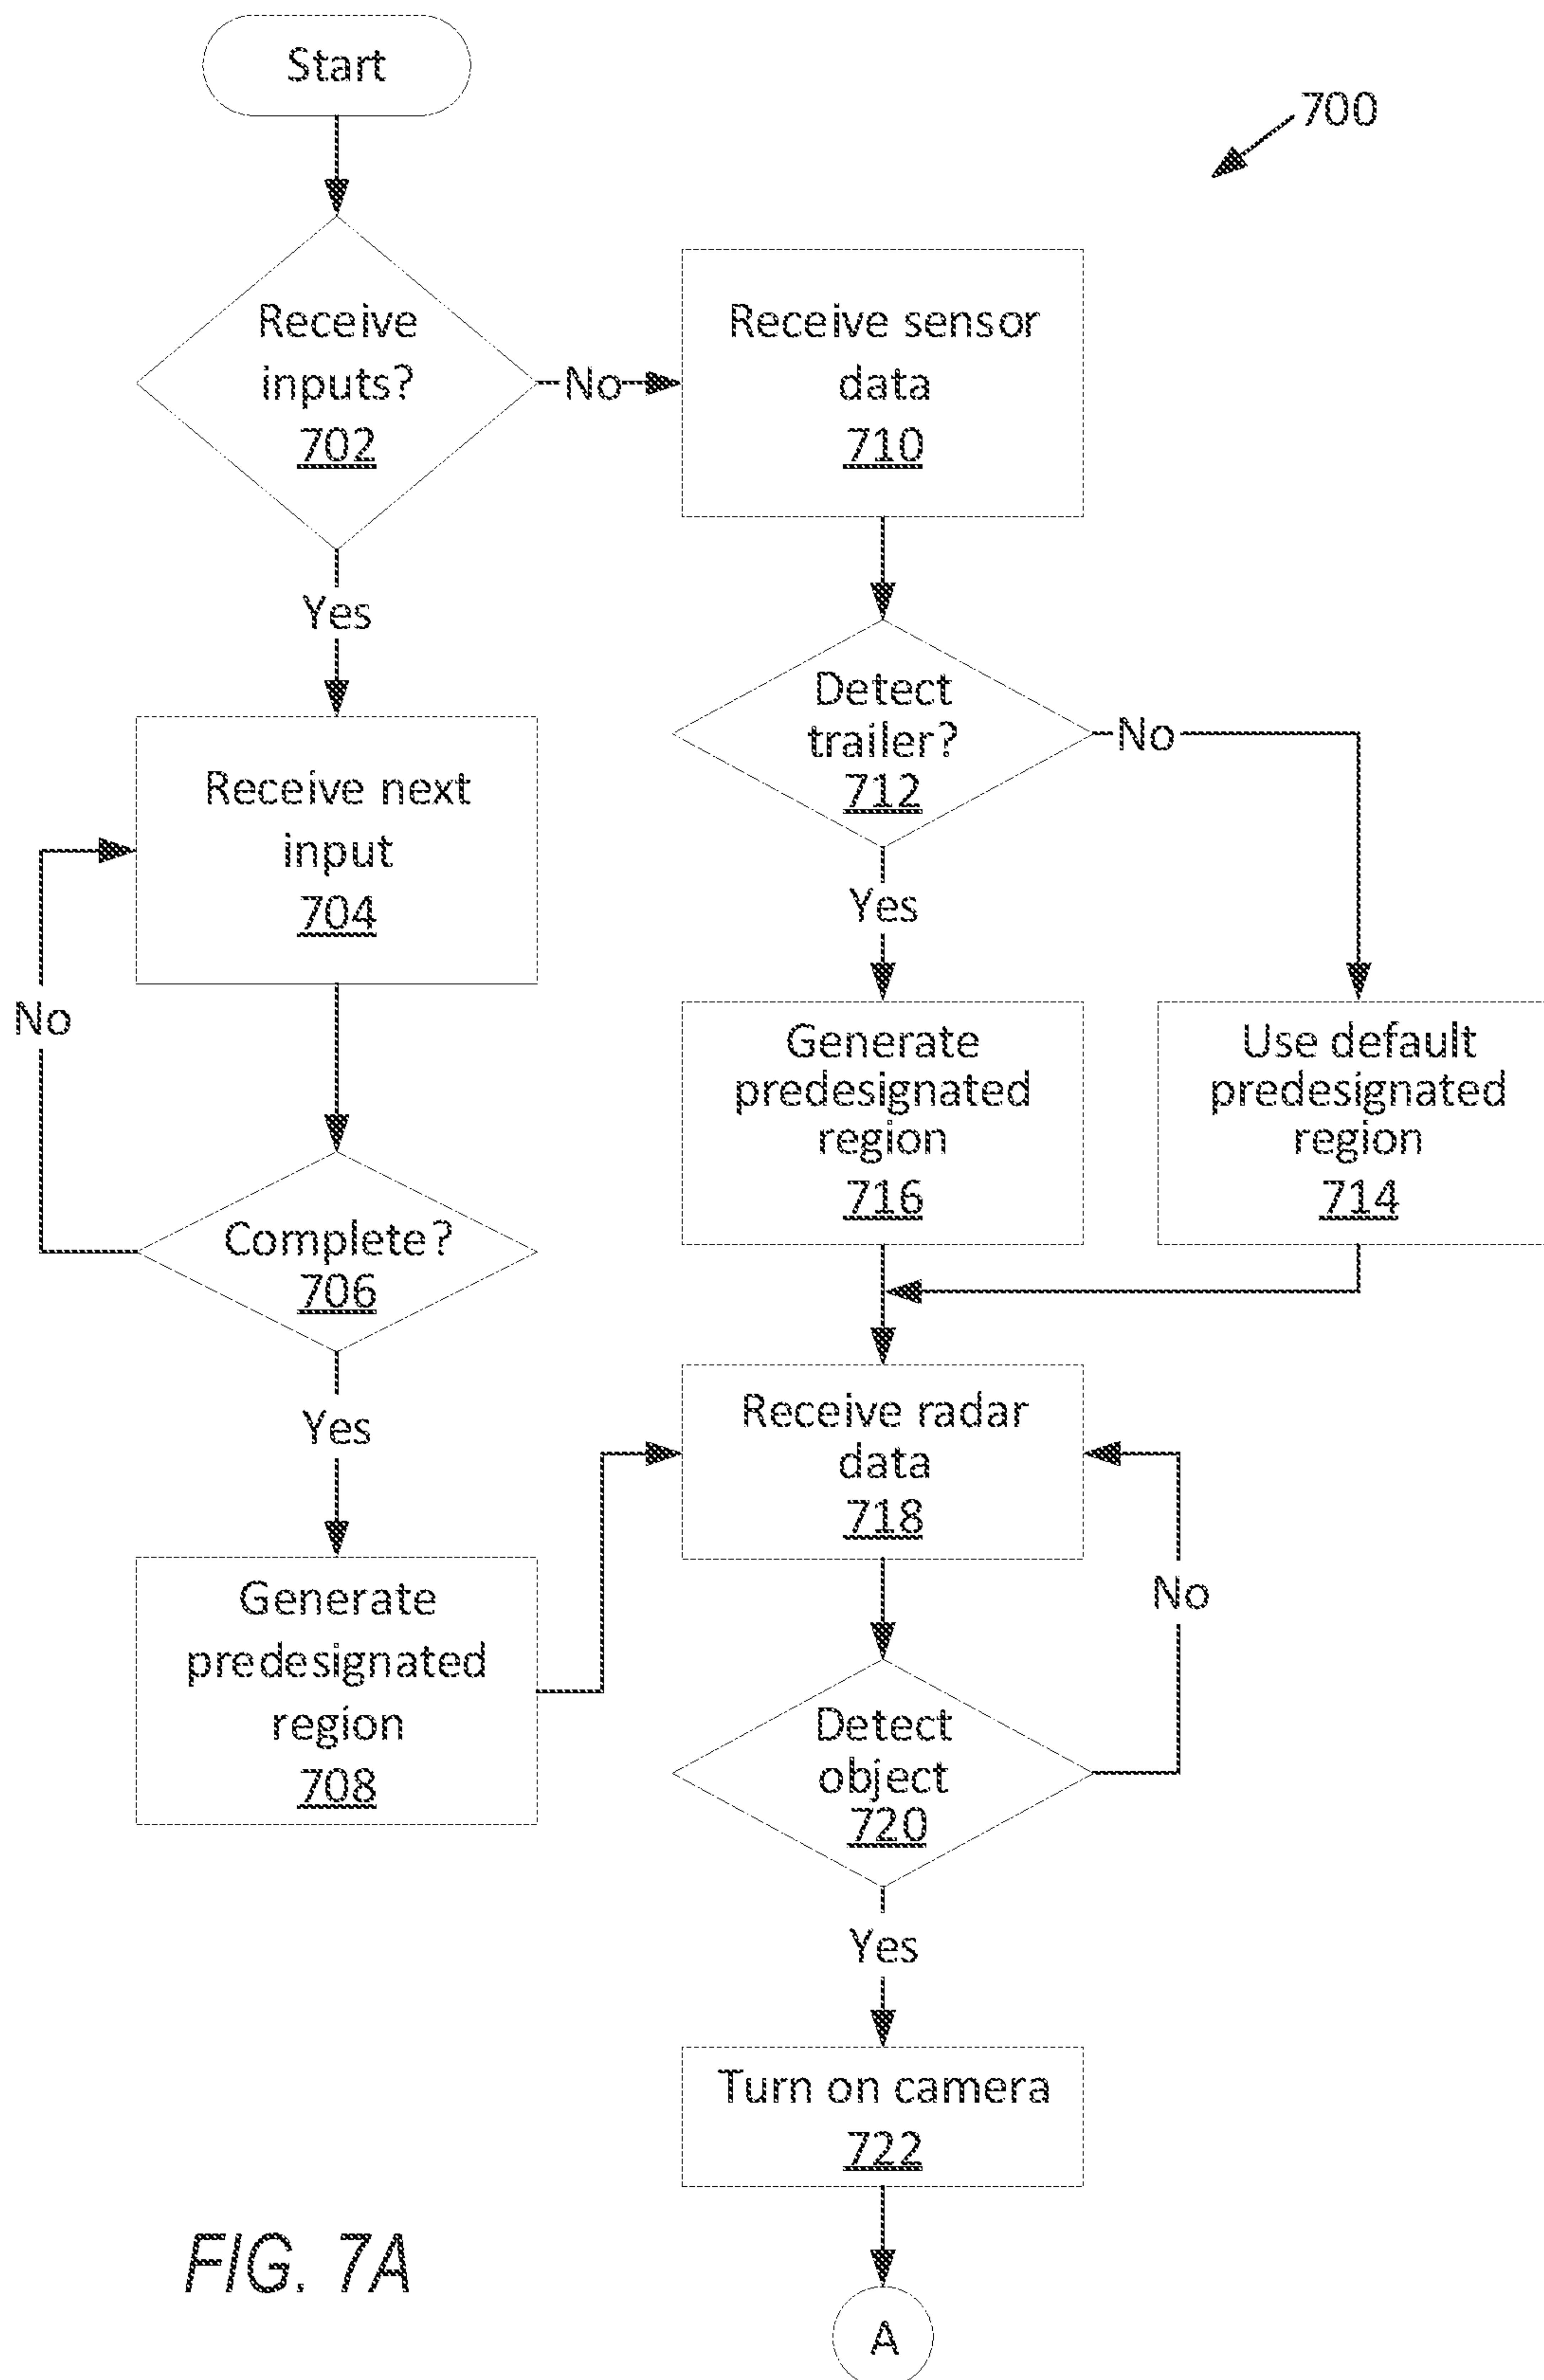 Start
700
Receive
inputs?
702
No
Receive sensor
data
710
Yes
Detect
trailer?
712
No
Receive next
input
704
Yes
No
Generate
predesignated
region
716
Use default
predesignated
region
714
Complete?
706
Yes
Receive radar
data
718
Generate
predesignated
region
708
No
Detect
object
720
Yes
Turn on camera
722
FIG. 7A
A